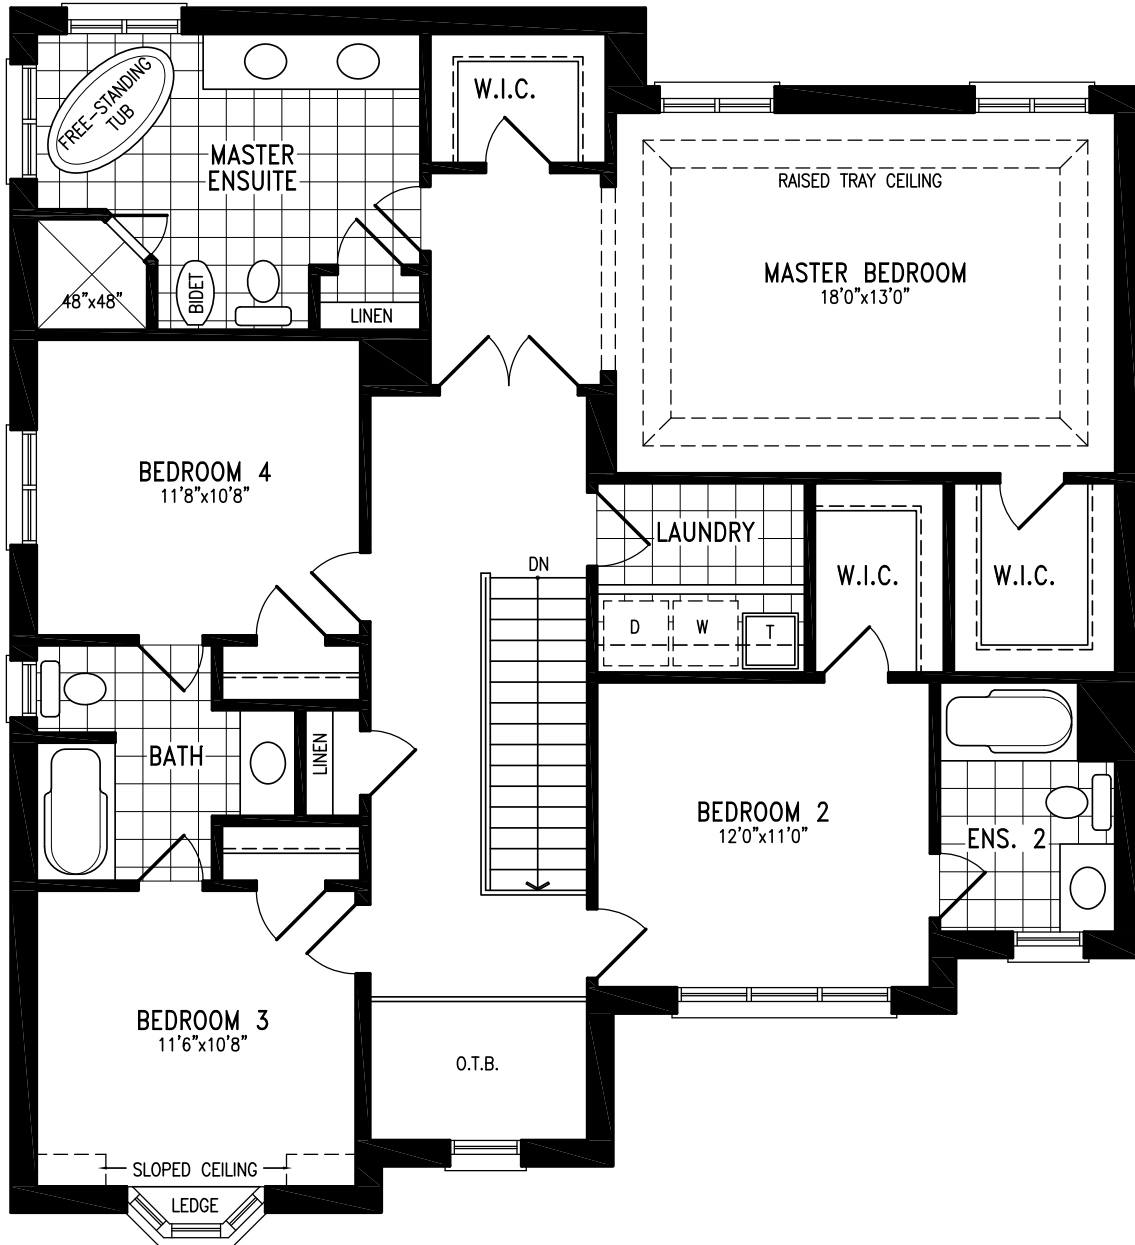 FREE-STANDING
TUB
W.I.C.
MASTER
ENSUITE
RAISED TRAY CEILING
MASTER BEDROOM
18'0"x13'0"
48"x48"
BIDET
LINEN
BEDROOM 4
11'8"x10'8"
LAUNDRY
DN
W.I.C.
W.I.C.
D
W
T
BATH
LINEN
BEDROOM 2
12'0"x11'0"
ENS. 2
BEDROOM 3
11'6"x10'8"
O.T.B.
SLOPED CEILING
LEDGE